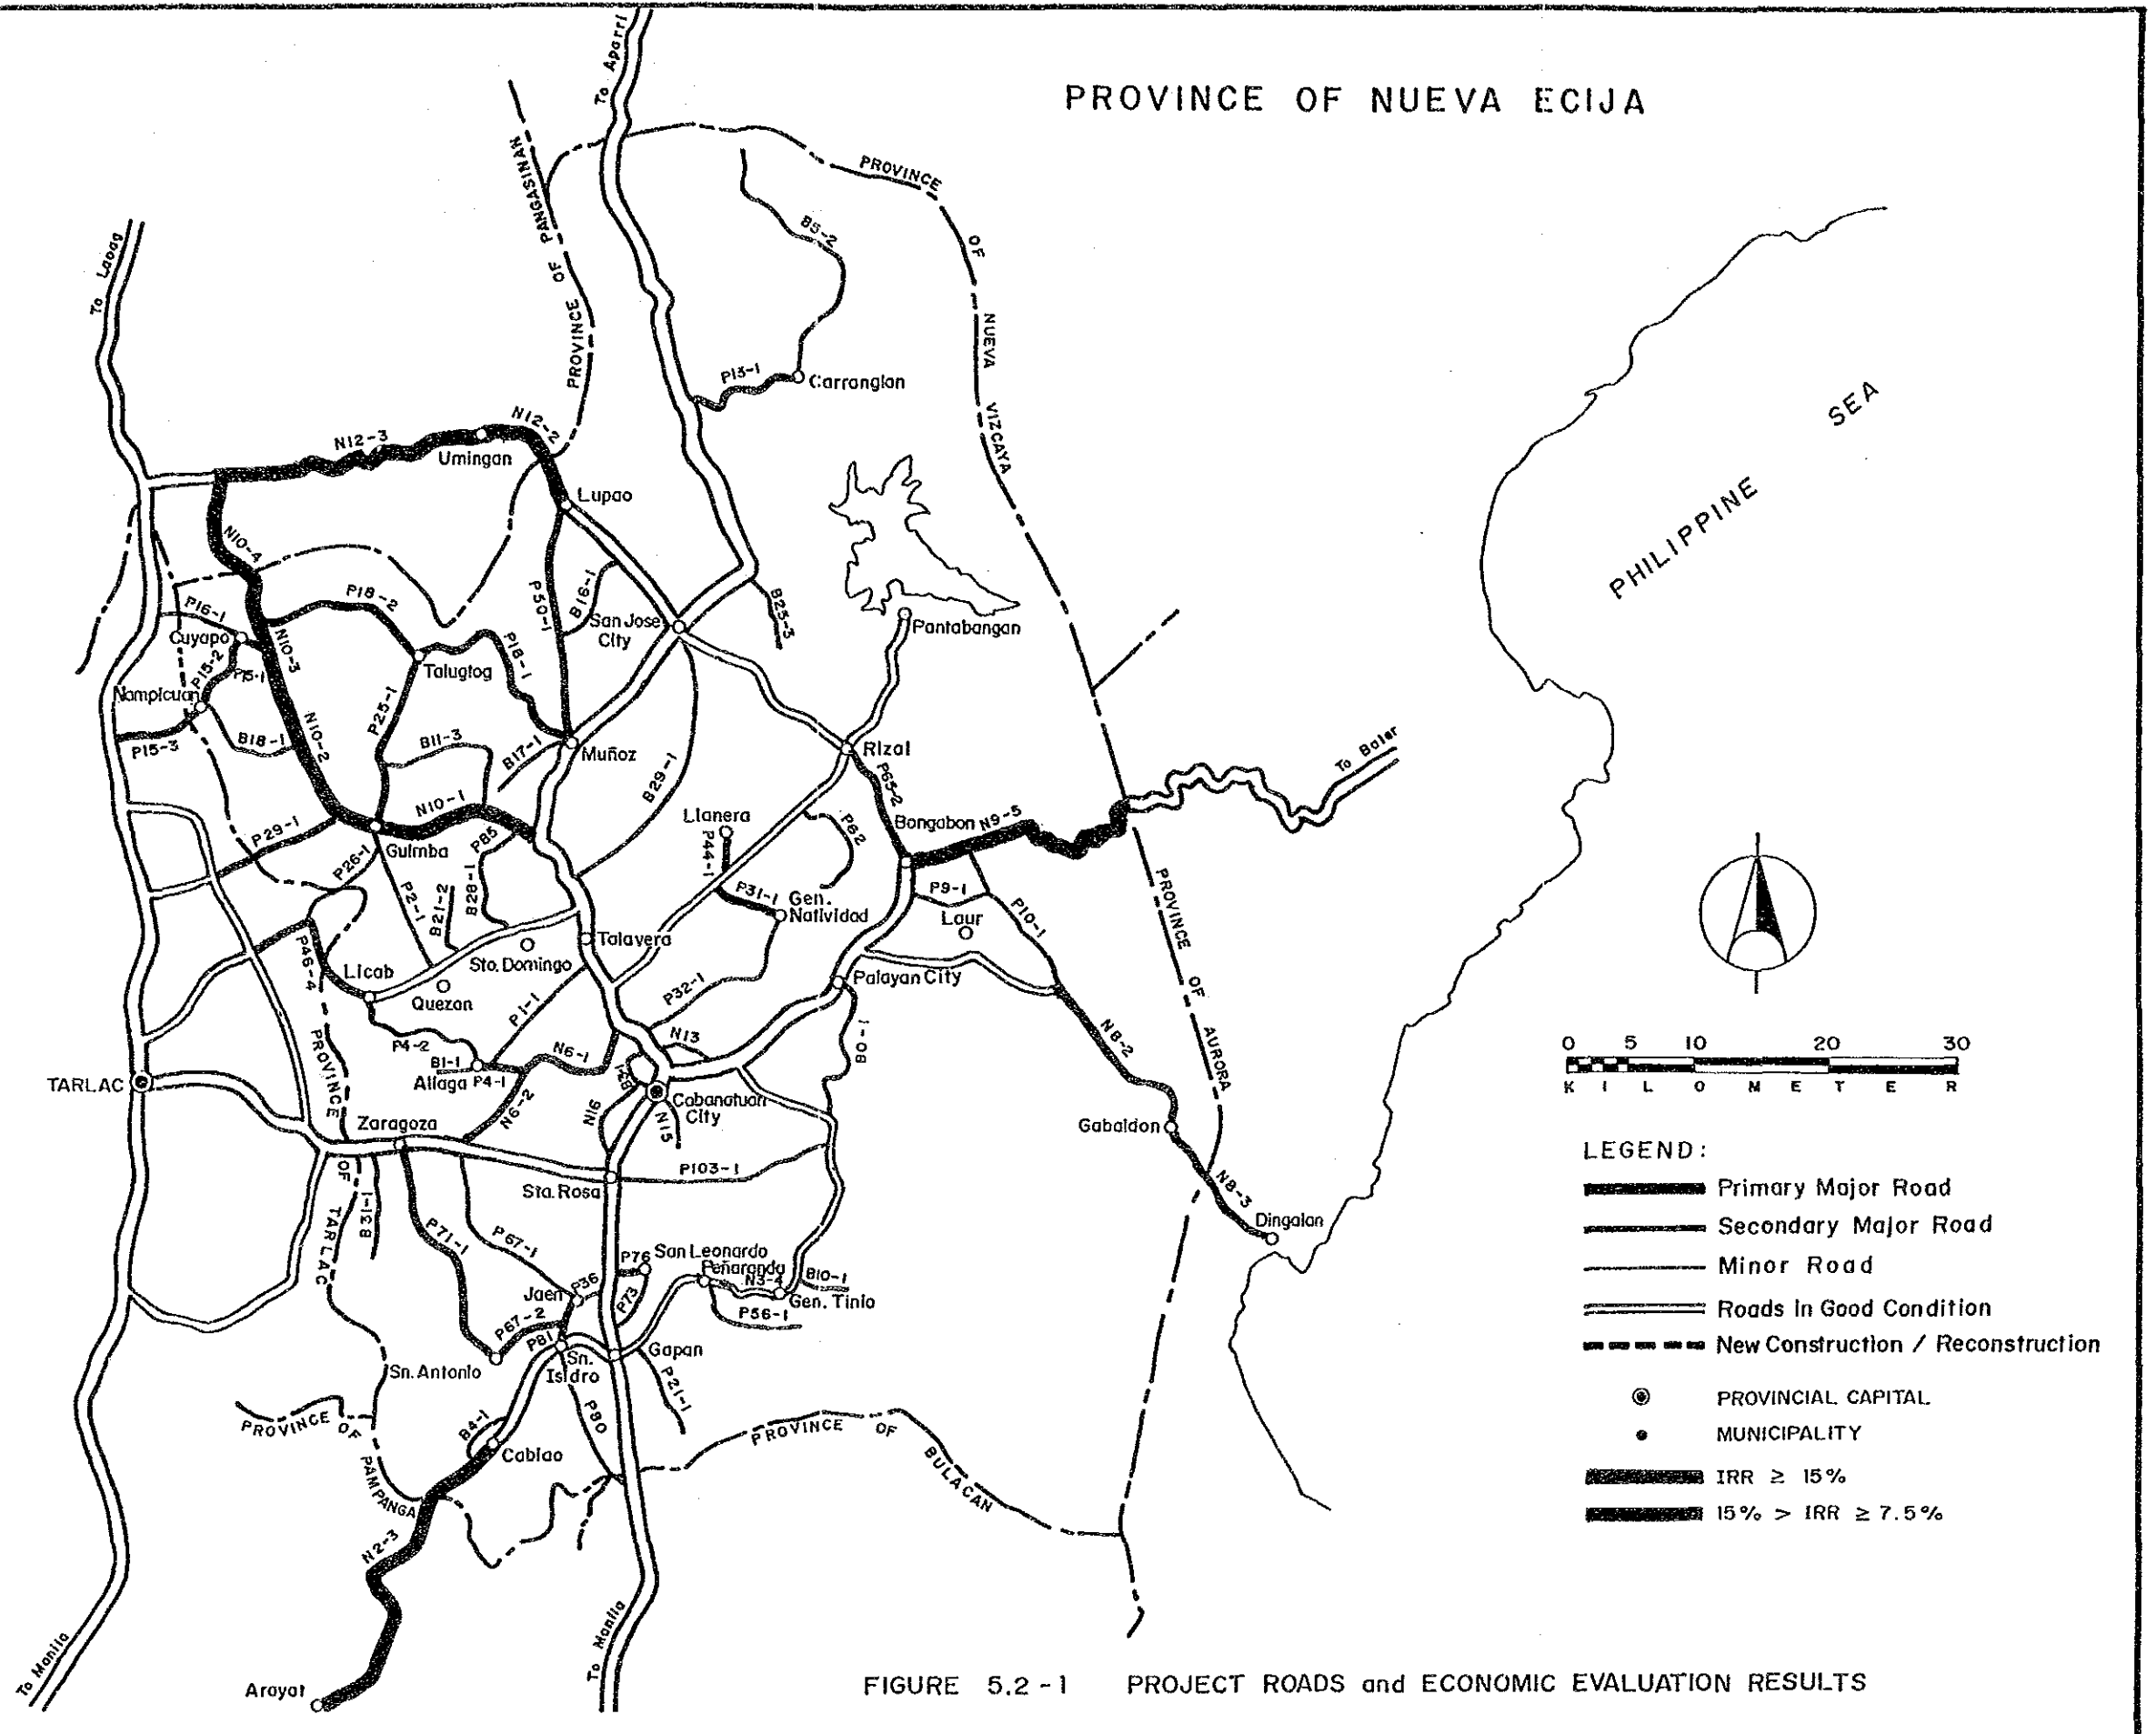 PROVINCE OF NUEVA ECIJA
To Aparri
To Laoag
PROVINCE OF PANGASINAN
PROVINCE OF NUEVA VIZCAYA
B5-2
P13-1
Carranglan
N12-3
N12-2
Umingan
Lupao
N10-4
P18-2
P50-1
B16-1
San Jose
City
B25-3
Pantabangan
P16-1
Cuyapo
N10-3
P15-2
P15-1
Talugtog
P18-1
Nampicuan
P25-1
N10-2
B18-1
P15-3
B11-3
B17-1
Muñoz
B29-1
Rizal
P65-2
To Baler
PHILIPPINE SEA
N10-1
P29-1
Guimba
P85
P26-1
P2-1
B21-2
B28-1
Llanera
P44-1
P62
Bongabon
N9-5
P31-1
Gen.
Natividad
P9-1
Laur
P10-1
PROVINCE OF AURORA
P46-4
Licab
Talavera
Sto. Domingo
Quezon
P1-1
P32-1
Palayan City
N8-2
P4-2
B1-1
Aliaga
P4-1
N6-1
N13
B0-1
TARLAC
N6-2
B3-1
N16
Cabanatuan
City
N15
Zaragoza
PROVINCE OF TARLAC
Sta. Rosa
P103-1
Gabaldon
N8-3
Dingalan
B31-1
P71-1
P67-1
P76
San Leonardo
Peñaranda
N3-4
B10-1
Gen. Tinio
P36
Jaen
P73
P56-1
P67-2
P81
Sn.
Isidro
Gapan
Sn. Antonio
P21-1
P80
B4-1
Cabiao
PROVINCE OF PAMPANGA
PROVINCE OF BULACAN
N2-3
Arayat
To Manila
To Manila
0 5 10 20 30
K I L O M E T E R
LEGEND:
Primary Major Road
Secondary Major Road
Minor Road
Roads In Good Condition
New Construction / Reconstruction
PROVINCIAL CAPITAL
MUNICIPALITY
IRR ≥ 15%
15% > IRR ≥ 7.5%
FIGURE 5.2-1 PROJECT ROADS and ECONOMIC EVALUATION RESULTS